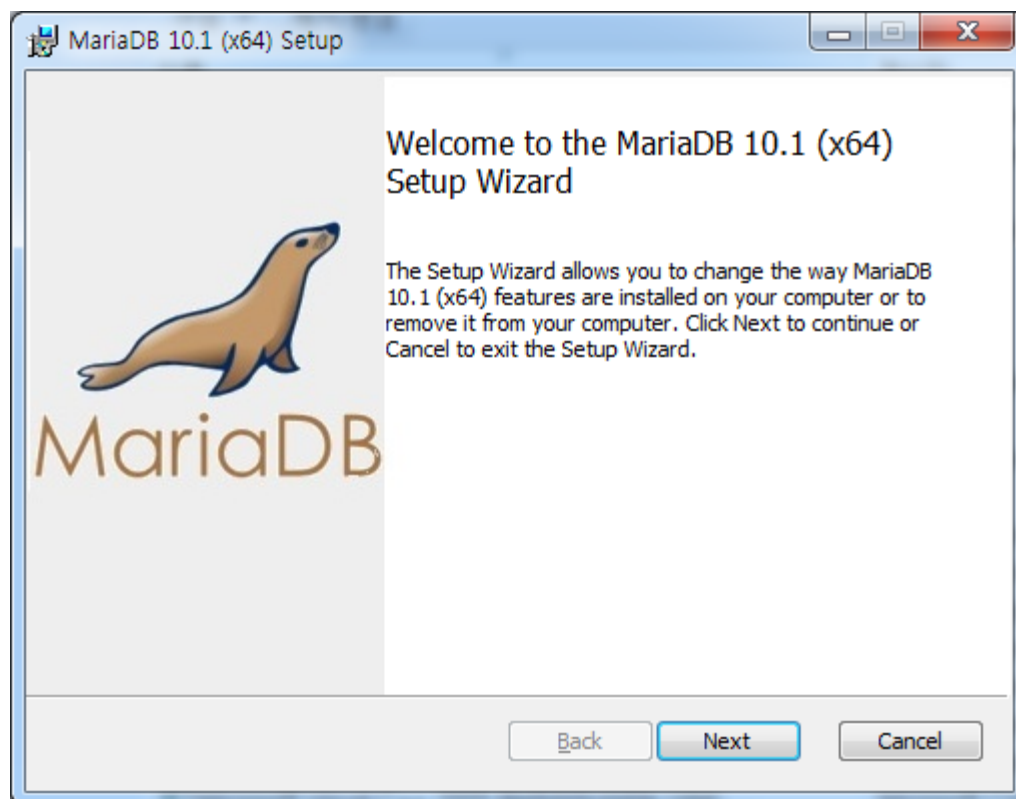 MariaDB 10.1 (x64) Setup
Welcome to the MariaDB 10.1 (x64)
Setup Wizard
The Setup Wizard allows you to change the way MariaDB
10.1 (x64) features are installed on your computer or to
remove it from your computer. Click Next to continue or
Cancel to exit the Setup Wizard.
MariaDB
Back
Next
Cancel